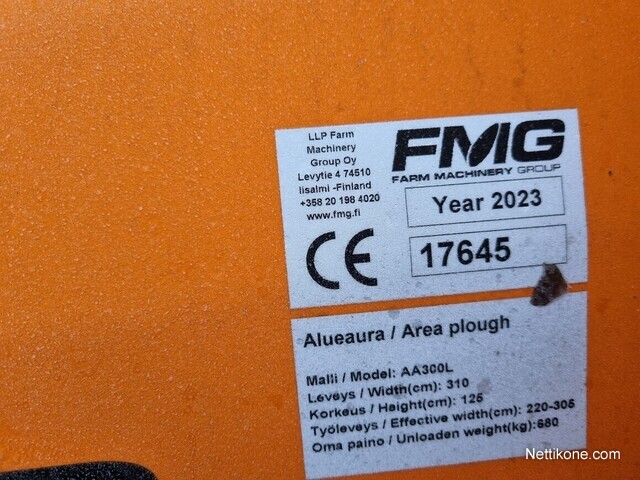 LLP Farm
Machinery
Group Oy
Levytie 4 74510
Iisalmi -Finland
+358 20 198 4020
www.fmg.fi
FMG
FARM MACHINERY GROUP
Year 2023
17645
CE
Alueaura / Area plough
Malli / Model: AA300L
Leveys / Width(cm): 310
Korkeus / Height(cm): 125
Työleveys / Effective width(cm): 220-305
Oma paino / Unloaden weight(kg):680
Nettikone.com